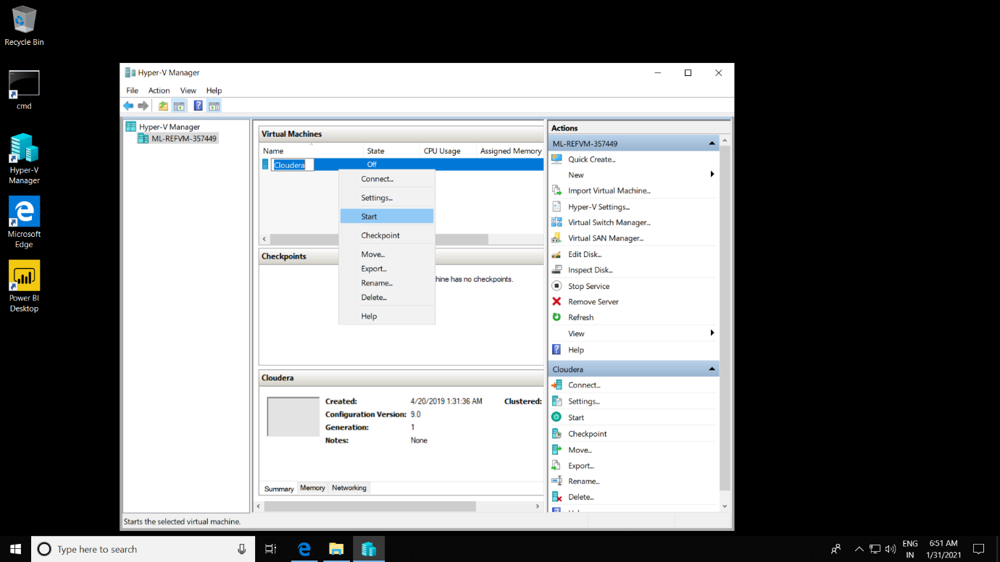 Recycle Bin
cmd
Hyper-V
Manager
Microsoft
Edge
Power BI
Desktop
Hyper-V Manager
File Action View Help
Hyper-V Manager
ML-REFVM-357449
Virtual Machines
Name State CPU Usage Assigned Memory
Cloudera Off
Connect...
Settings...
Start
Checkpoint
Move...
Export...
Rename...
Delete...
Help
Checkpoints
hine has no checkpoints.
Cloudera
Created: 4/20/2019 1:31:36 AM Clustered:
Configuration Version: 9.0
Generation: 1
Notes: None
Summary Memory Networking
Actions
ML-REFVM-357449
Quick Create...
New
Import Virtual Machine...
Hyper-V Settings...
Virtual Switch Manager...
Virtual SAN Manager...
Edit Disk...
Inspect Disk...
Stop Service
Remove Server
Refresh
View
Help
Cloudera
Connect...
Settings...
Start
Checkpoint
Move...
Export...
Rename...
Delete...
Starts the selected virtual machine.
Type here to search
ENG
IN
6:51 AM
1/31/2021